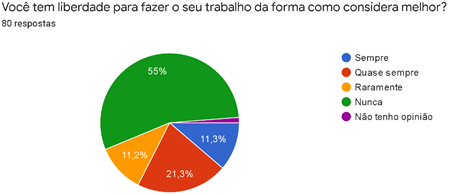 Você tem liberdade para fazer o seu trabalho da forma como considera melhor?
80 respostas
Sempre
Quase sempre
Raramente
Nunca
Não tenho opinião
55%
11,3%
11,2%
21,3%